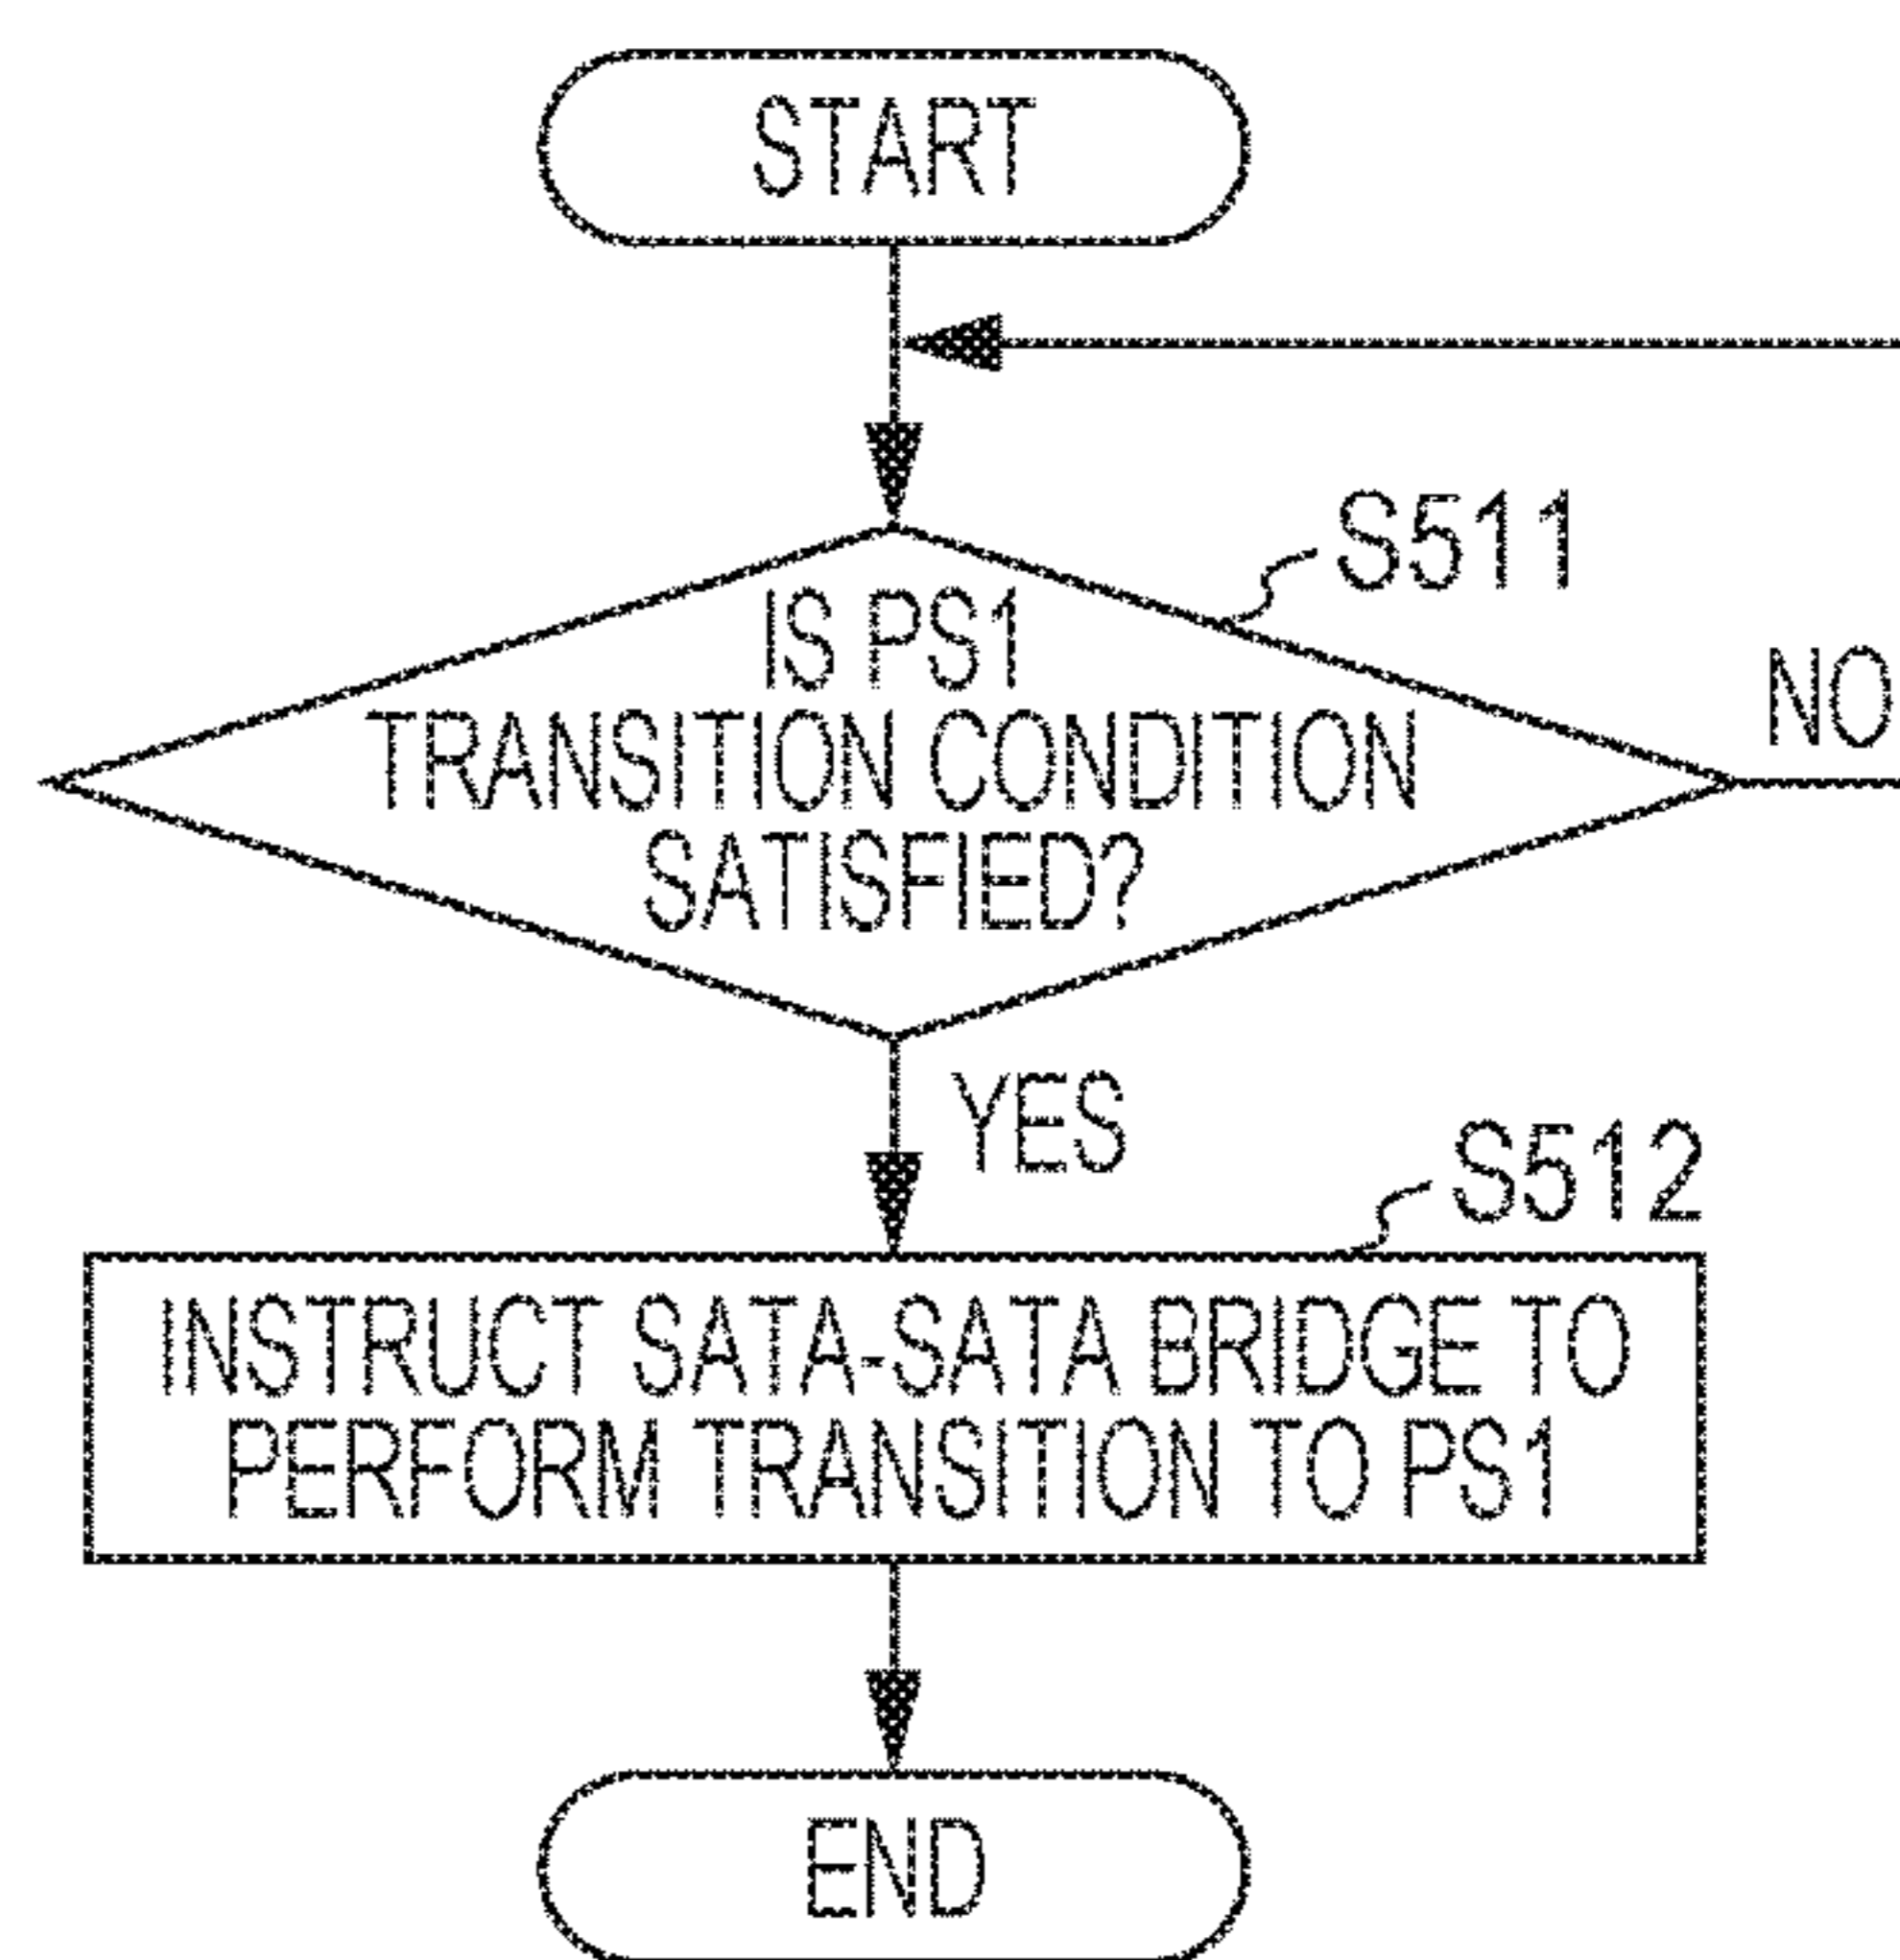 START
S511
IS PS1
TRANSITION CONDITION
SATISFIED?
NO
YES
S512
INSTRUCT SATA-SATA BRIDGE TO
PERFORM TRANSITION TO PS1
END